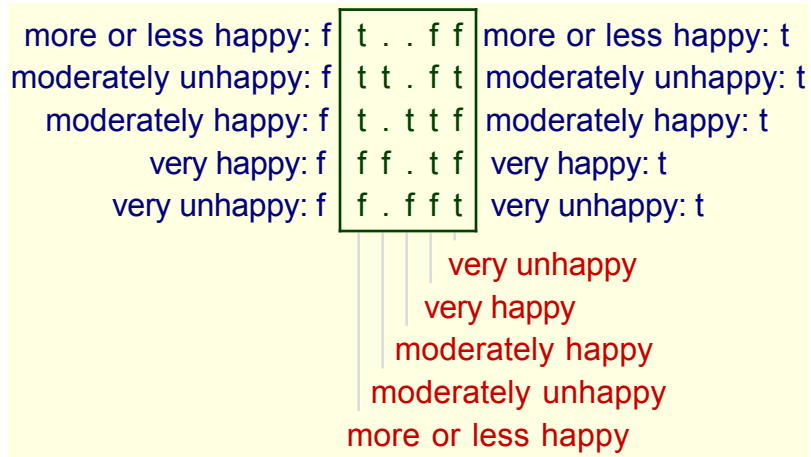 more or less happy: f t . . f f more or less happy: t
moderately unhappy: f t t . f t moderately unhappy: t
moderately happy: f t . t t f moderately happy: t
very happy: f f f . t f very happy: t
very unhappy: f f . f f t very unhappy: t
very unhappy
very happy
moderately happy
moderately unhappy
more or less happy